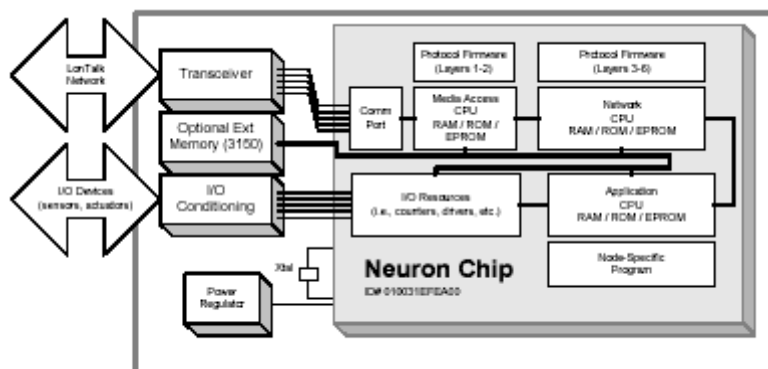 LonTalk
Network
Transceiver
Optional Ext
Memory (3150)
I/O Devices
(sensors, actuators)
I/O
Conditioning
Power
Regulator
Xtal
Comm
Port
Protocol Firmware
(Layers 1-2)
Media Access
CPU
RAM / ROM /
EPROM
Protocol Firmware
(Layers 3-6)
Network
CPU
RAM / ROM / EPROM
I/O Resources
(i.e., counters, drivers, etc.)
Application
CPU
RAM / ROM / EPROM
Node-Specific
Program
Neuron Chip
ID# 010031EFEA00